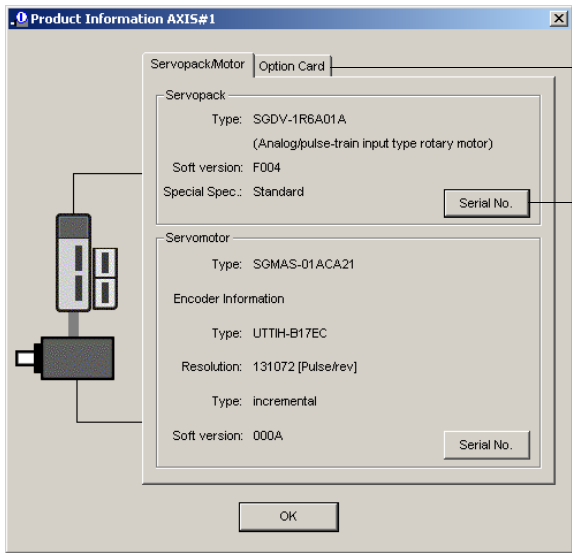 Product Information AXIS#1
Servopack/Motor Option Card
Servopack
Type: SGDV-1R6A01A
(Analog/pulse-train input type rotary motor)
Soft version: F004
Special Spec.: Standard
Serial No.
Servomotor
Type: SGMAS-01ACA21
Encoder Information
Type: UTTIH-B17EC
Resolution: 131072 [Pulse/rev]
Type: incremental
Soft version: 000A
Serial No.
OK